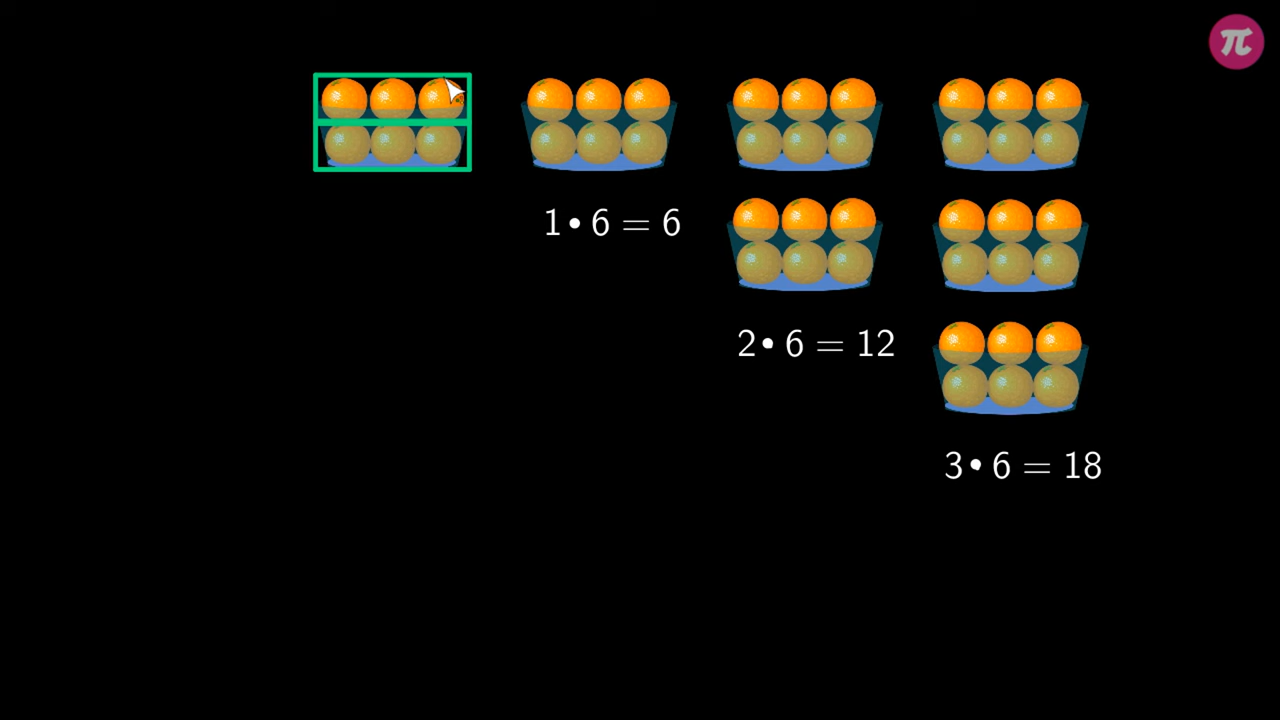 π
1•6 = 6
2•6 = 12
3•6 = 18